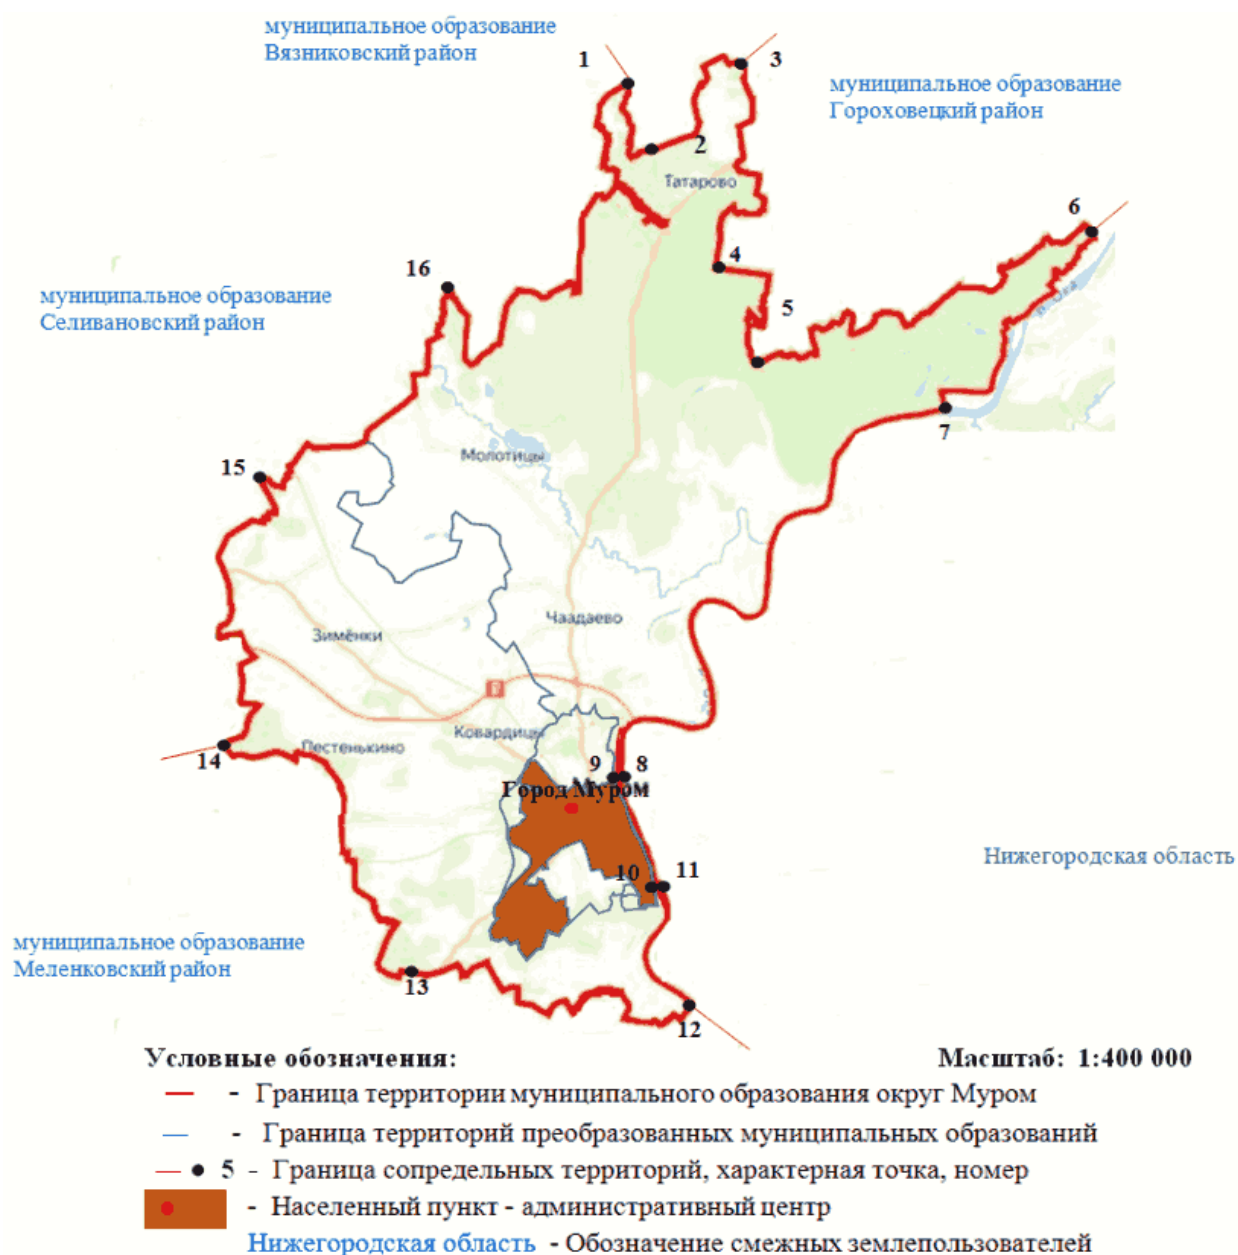 муниципальное образование
Вязниковский район
1
3
муниципальное образование
Гороховецкий район
2
Татарово
6
4
16
р. Ока
муниципальное образование
Селивановский район
5
7
Молотицы
15
Чаадаево
Зимёнки
Ковардицы
Пестенькино
14
9
8
Город Муром
Нижегородская область
10
11
муниципальное образование
Меленковский район
13
12
Условные обозначения:
Масштаб: 1:400 000
- Граница территории муниципального образования округ Муром
- Граница территорий преобразованных муниципальных образований
5 - Граница сопредельных территорий, характерная точка, номер
- Населенный пункт - административный центр
Нижегородская область - Обозначение смежных землепользователей